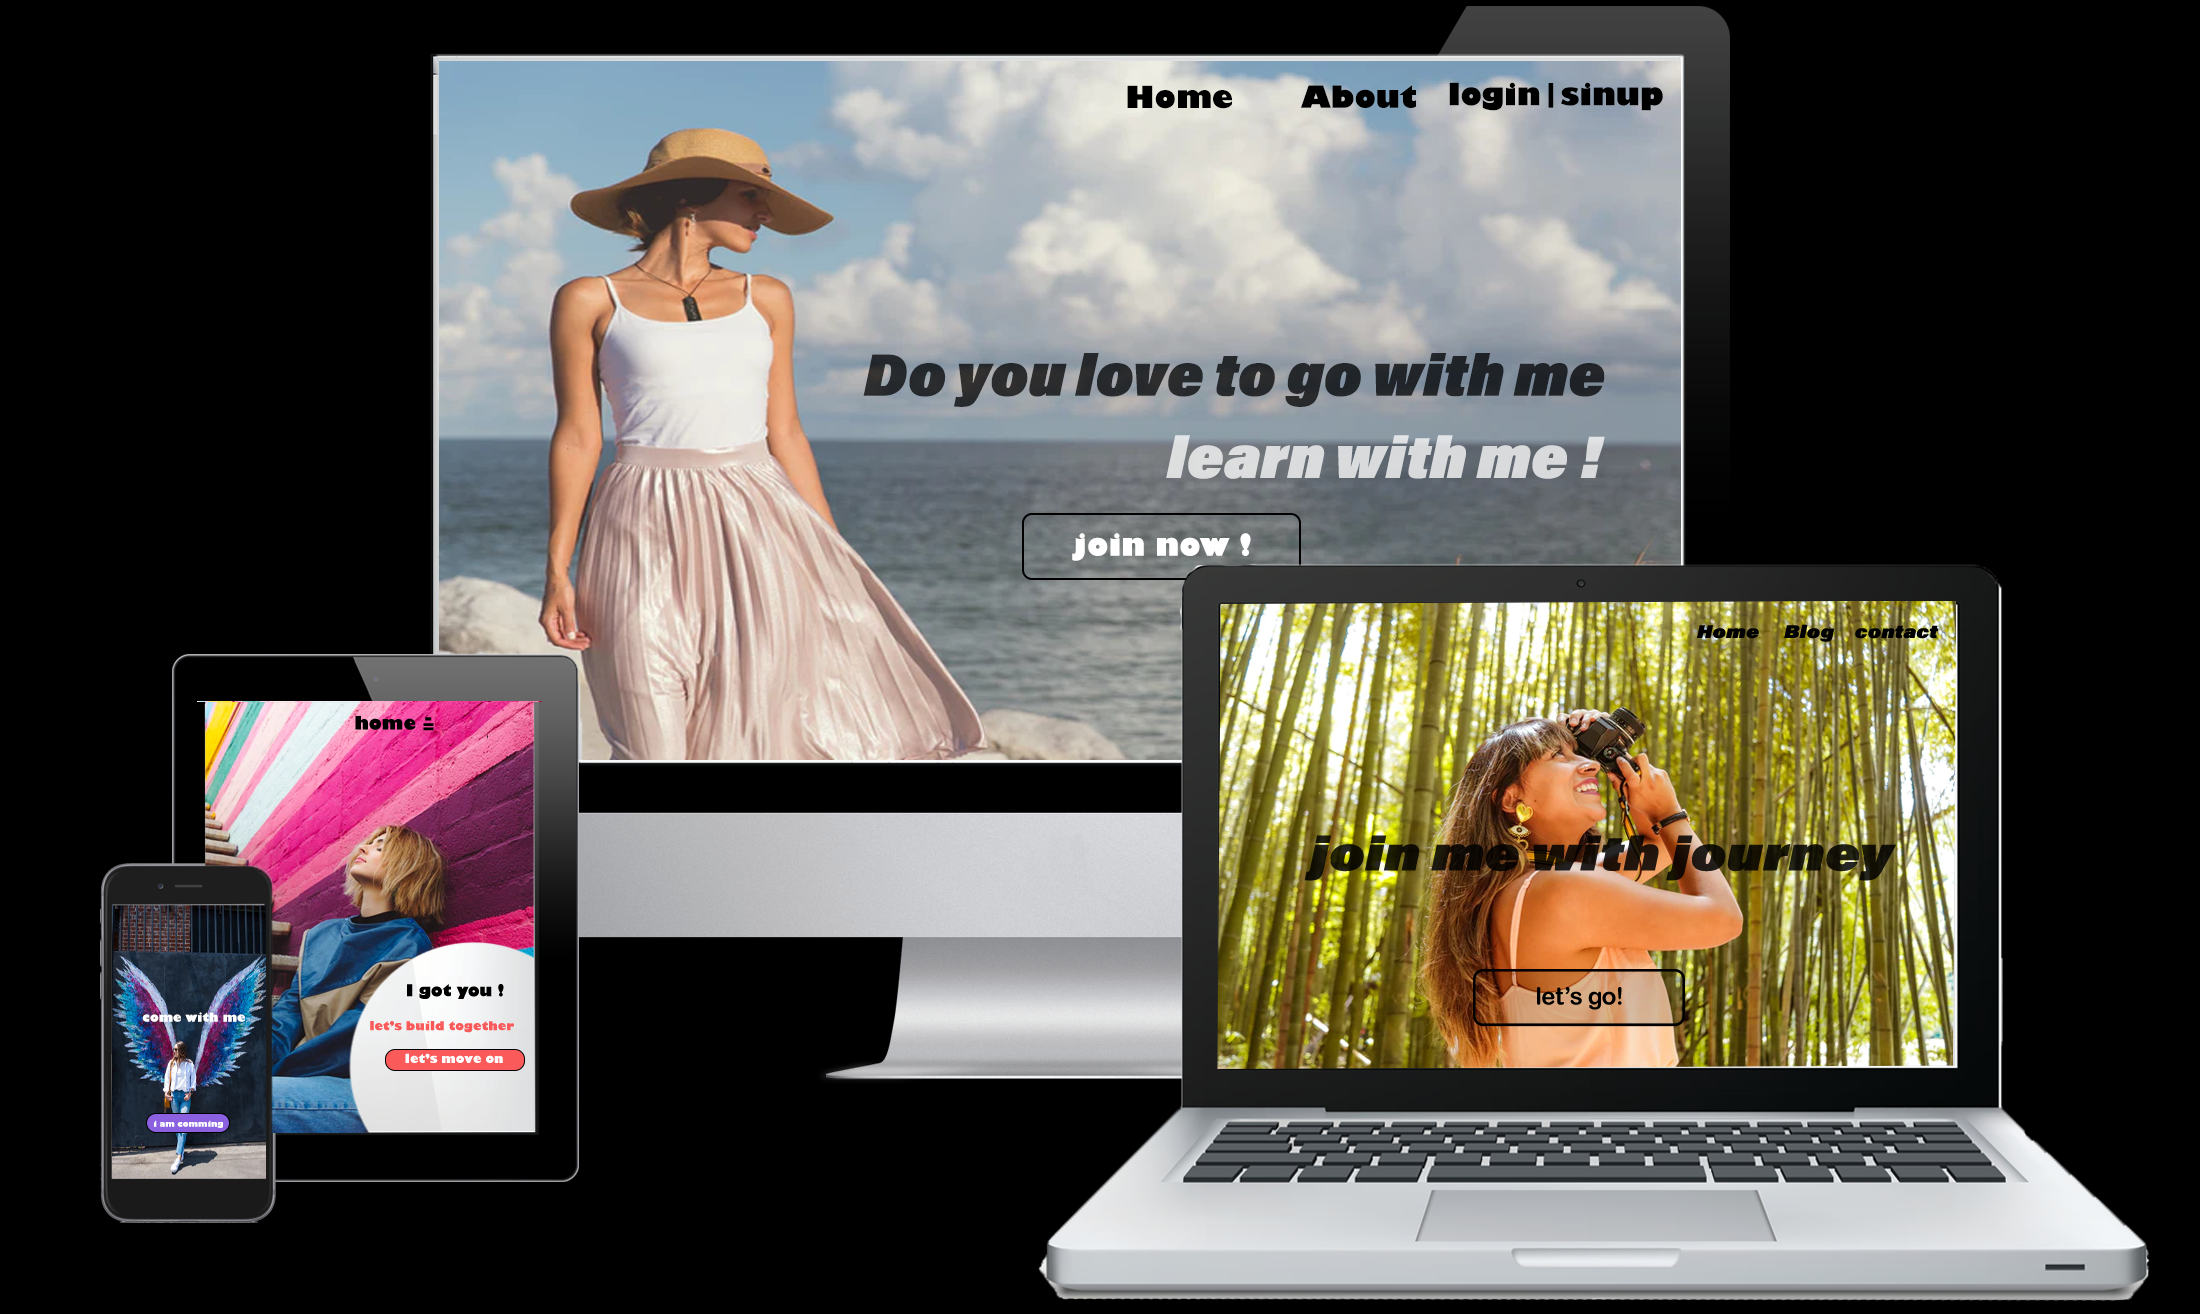 Home About login|sinup
Do you love to go with me
learn with me !
join now !
Home Blog contact
join me with journey
let's go!
home
I got you !
let's build together
let's move on
come with me
i am comming